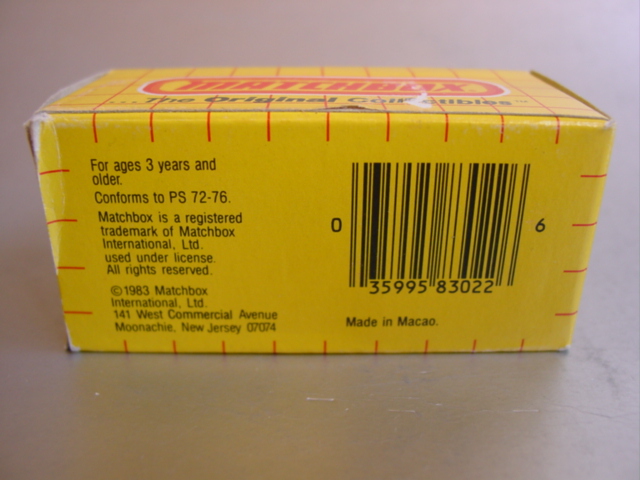 MATCHBOX
...The Original Collectibles™
For ages 3 years and
older.
Conforms to PS 72-76.
Matchbox is a registered
trademark of Matchbox
International, Ltd.
used under license.
All rights reserved.
©1983 Matchbox
International, Ltd.
141 West Commercial Avenue
Moonachie, New Jersey 07074
0 35995 83022 6
Made in Macao.